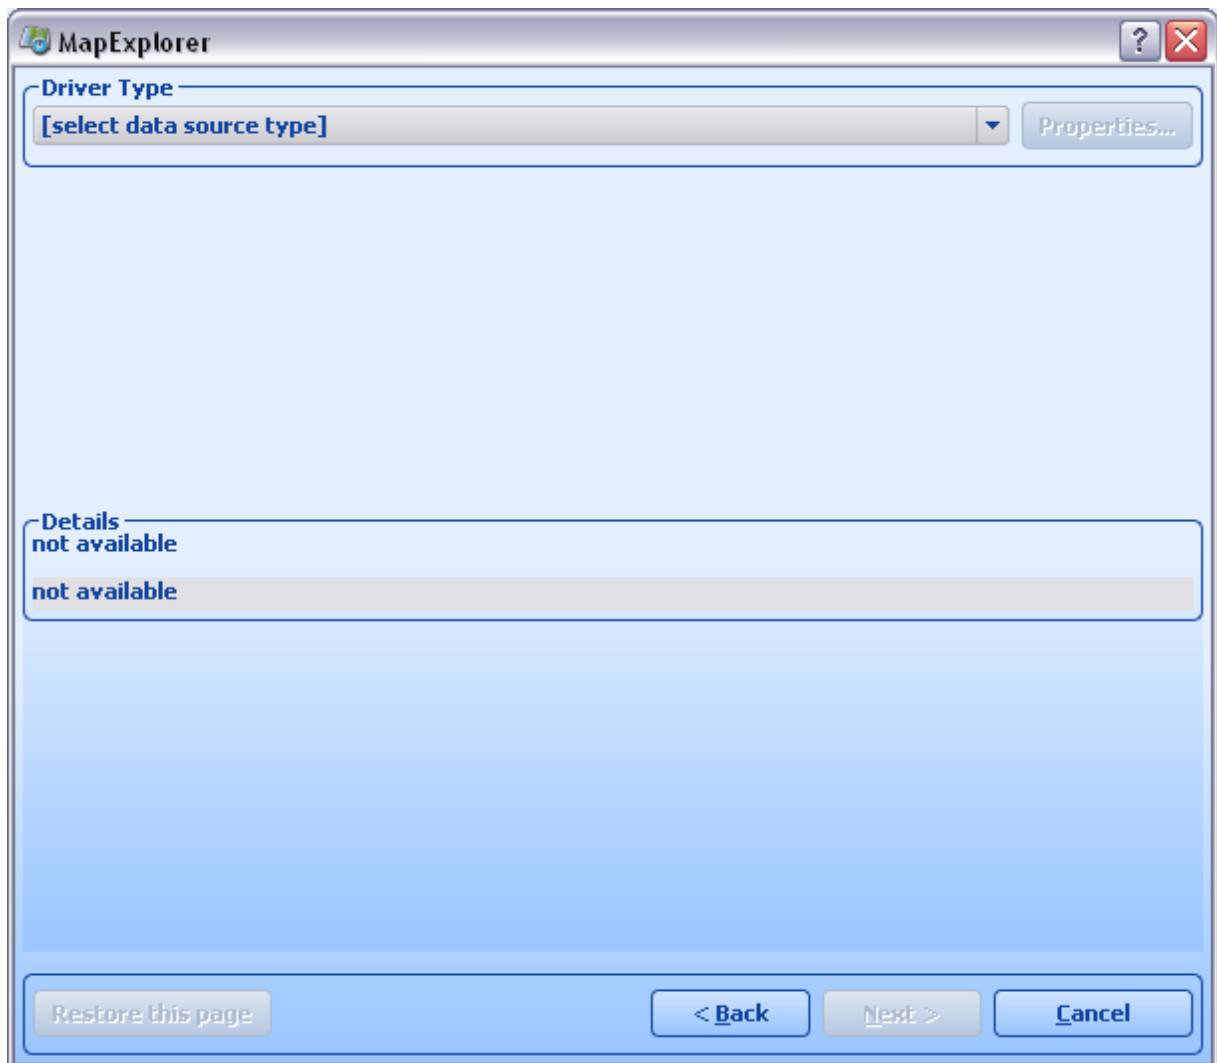 MapExplorer
?
Driver Type
[select data source type]
Properties...
Details
not available
not available
Restore this page
< Back
Next >
Cancel